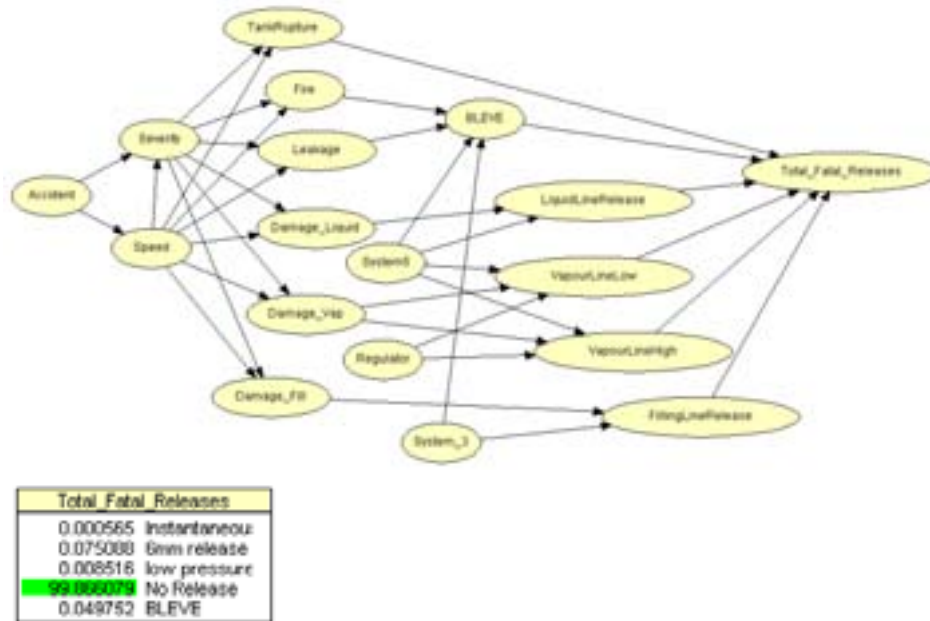 TankRupture
Fire
BLEVE
Severity
Leakage
Total_Fatal_Releases
Accident
LiquidLineRelease
Damage_Liquid
Speed
System5
VapourLineLow
Damage_Vap
Regulator
VapourLineHigh
Damage_Fill
FillingLineRelease
System_3
Total_Fatal_Releases
0.000565 Instantaneou
0.075088 6mm release
0.008516 low pressure
99.866079 No Release
0.049752 BLEVE